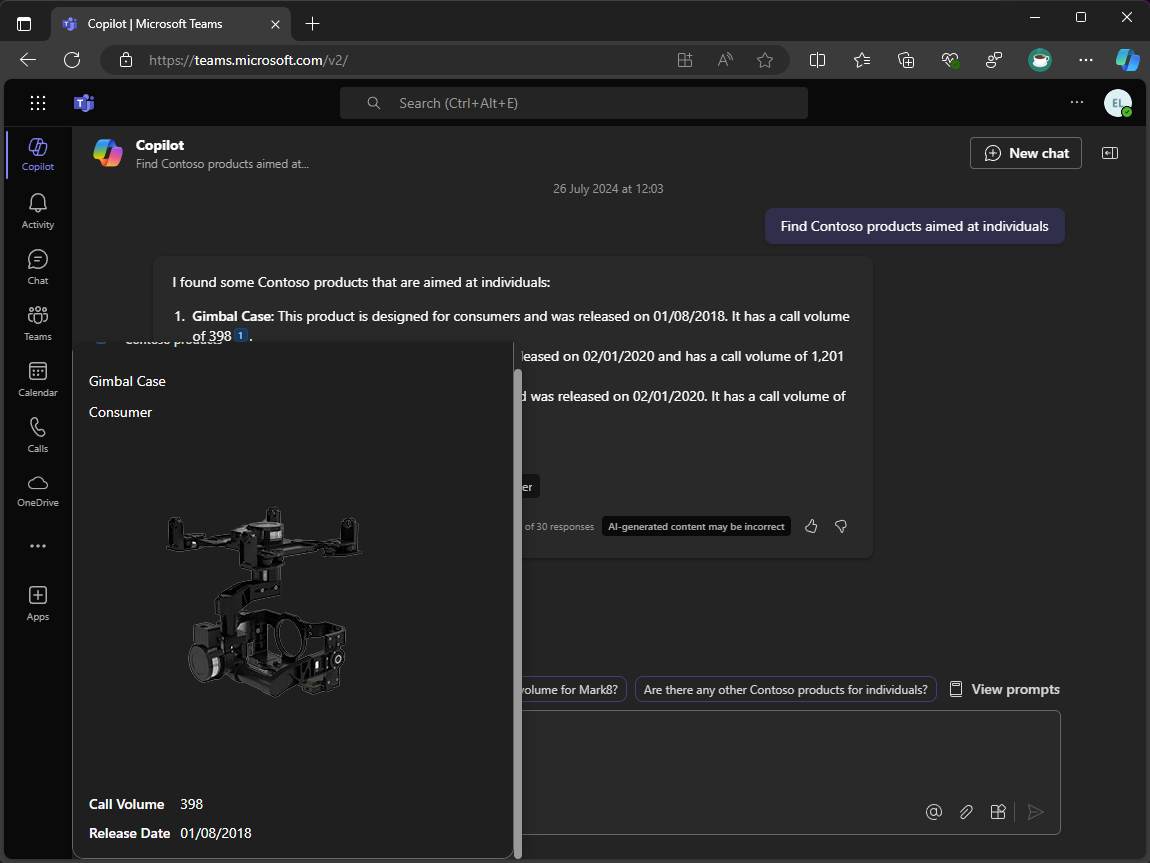 Copilot | Microsoft Teams
https://teams.microsoft.com/v2/
Search (Ctrl+Alt+E)
EL
Copilot
Activity
Chat
Teams
Calendar
Calls
OneDrive
Apps
Copilot
Find Contoso products aimed at...
New chat
26 July 2024 at 12:03
Find Contoso products aimed at individuals
I found some Contoso products that are aimed at individuals:
1. Gimbal Case: This product is designed for consumers and was released on 01/08/2018. It has a call volume
of 398 1 .
Contoso products
leased on 02/01/2020 and has a call volume of 1,201
d was released on 02/01/2020. It has a call volume of
er
of 30 responses
AI-generated content may be incorrect
Gimbal Case
Consumer
Call Volume 398
Release Date 01/08/2018
volume for Mark8?
Are there any other Contoso products for individuals?
View prompts